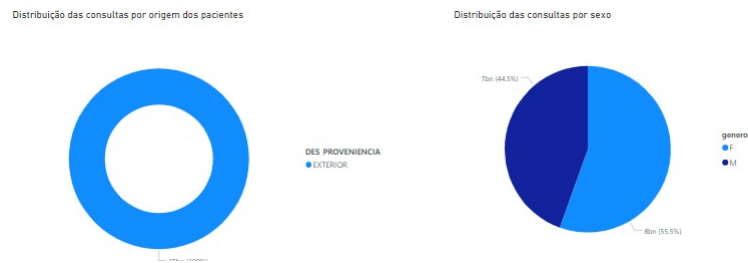 Distribuição das consultas por origem dos pacientes
DES PROVENIENCIA
EXTERIOR
Distribuição das consultas por sexo
7bn (44.5%)
8bn (55.5%)
genero
F
M